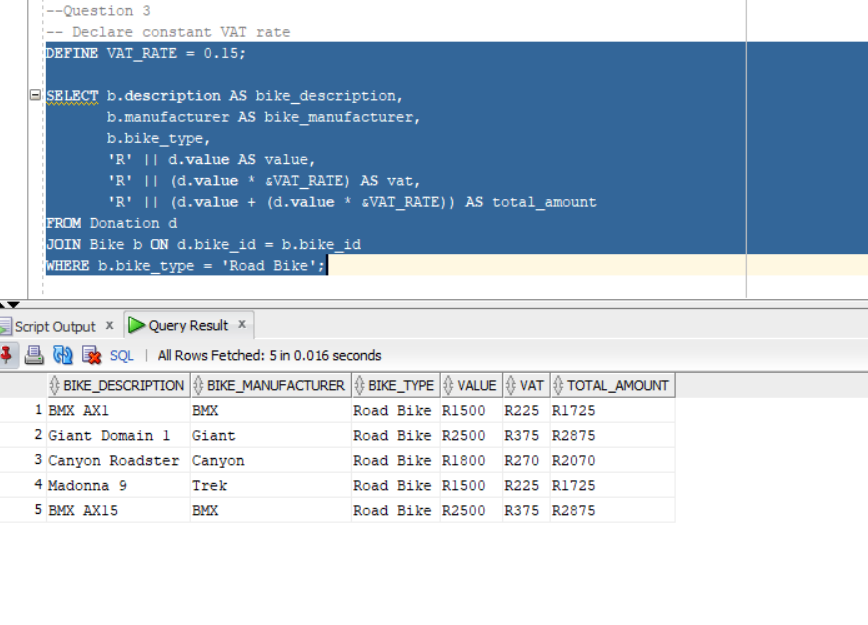 --Question 3
-- Declare constant VAT rate
DEFINE VAT_RATE = 0.15;
SELECT b.description AS bike_description,
b.manufacturer AS bike_manufacturer,
b.bike_type,
'R' || d.value AS value,
'R' || (d.value * &VAT_RATE) AS vat,
'R' || (d.value + (d.value * &VAT_RATE)) AS total_amount
FROM Donation d
JOIN Bike b ON d.bike_id = b.bike_id
WHERE b.bike_type = 'Road Bike';
Script Output x Query Result x
SQL | All Rows Fetched: 5 in 0.016 seconds
BIKE_DESCRIPTION BIKE_MANUFACTURER BIKE_TYPE VALUE VAT TOTAL_AMOUNT
1 BMX AX1 BMX Road Bike R1500 R225 R1725
2 Giant Domain 1 Giant Road Bike R2500 R375 R2875
3 Canyon Roadster Canyon Road Bike R1800 R270 R2070
4 Madonna 9 Trek Road Bike R1500 R225 R1725
5 BMX AX15 BMX Road Bike R2500 R375 R2875